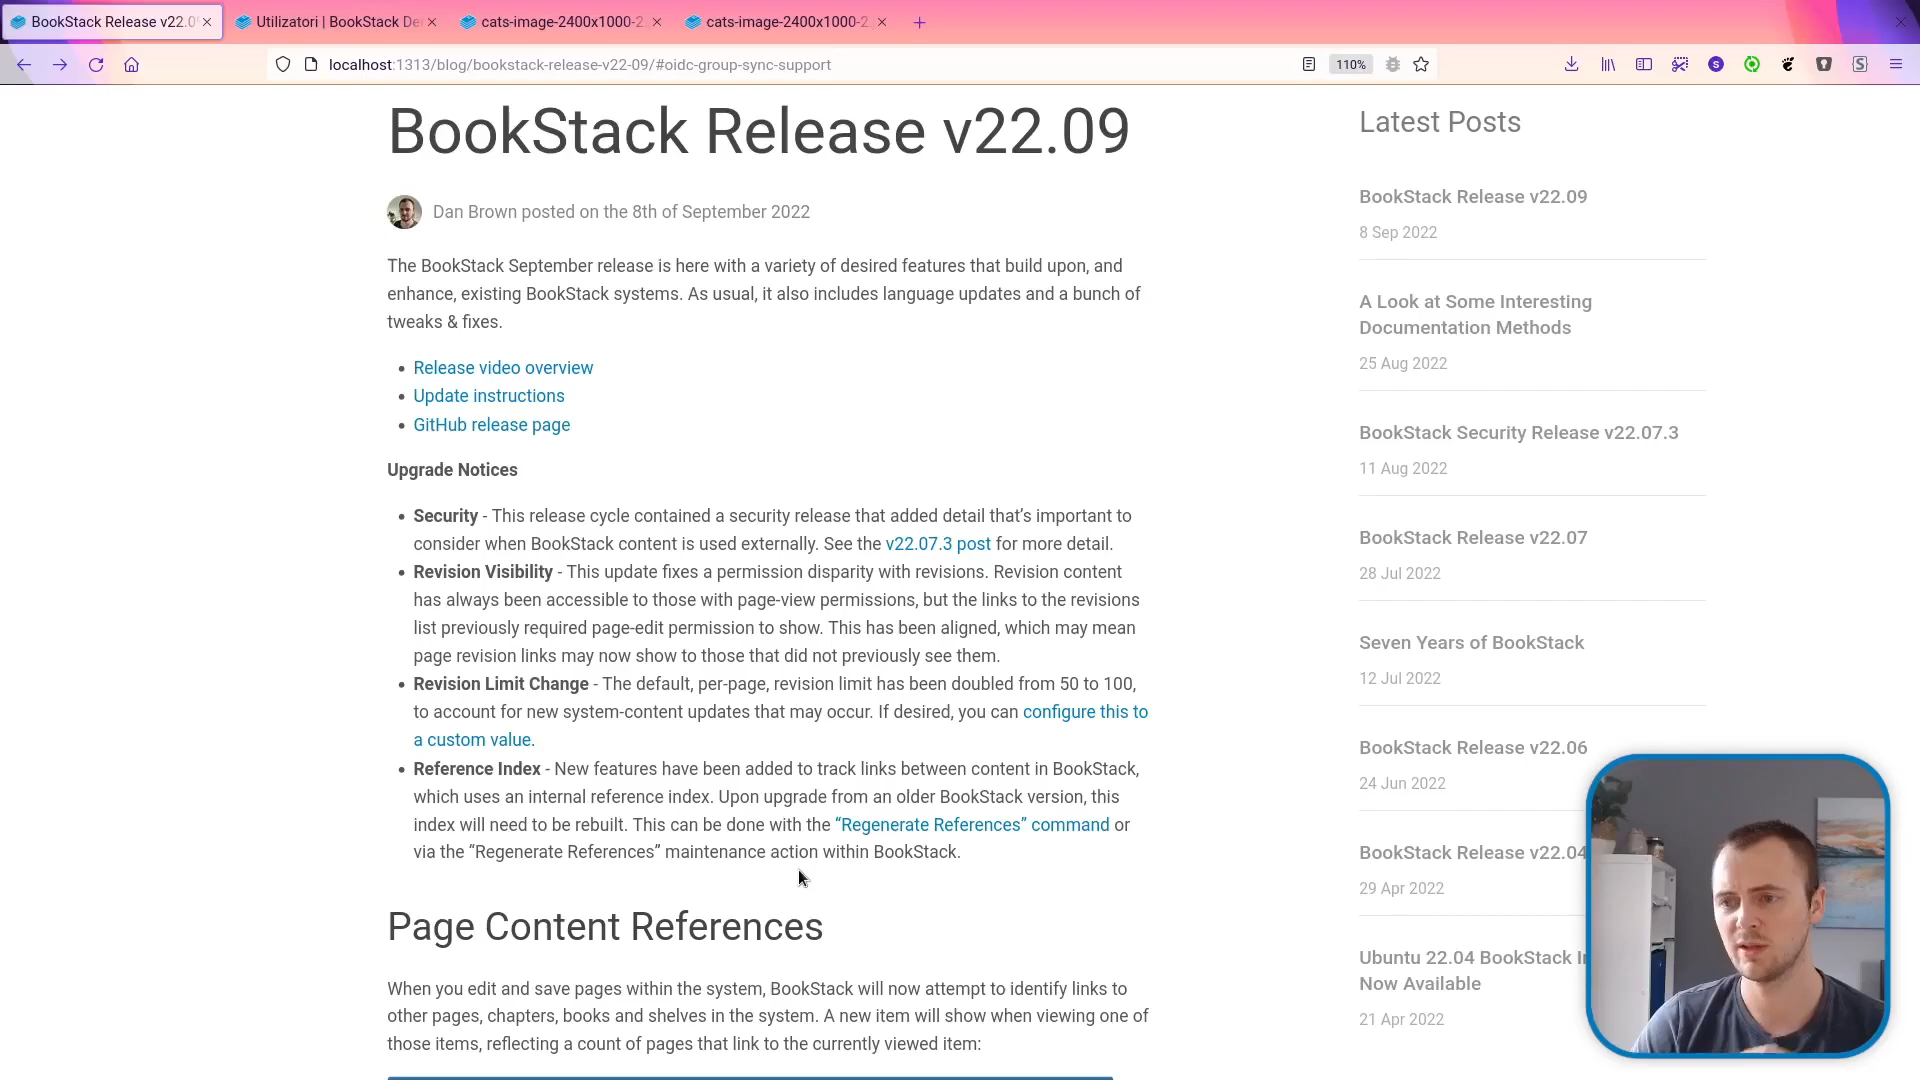 BookStack Release v22.0
Utilizatori | BookStack De
cats-image-2400x1000-2
cats-image-2400x1000-2
localhost:1313/blog/bookstack-release-v22-09/#oidc-group-sync-support
110%
BookStack Release v22.09
Dan Brown posted on the 8th of September 2022
The BookStack September release is here with a variety of desired features that build upon, and
enhance, existing BookStack systems. As usual, it also includes language updates and a bunch of
tweaks & fixes.
Release video overview
Update instructions
GitHub release page
Upgrade Notices
Security - This release cycle contained a security release that added detail that’s important to
consider when BookStack content is used externally. See the v22.07.3 post for more detail.
Revision Visibility - This update fixes a permission disparity with revisions. Revision content
has always been accessible to those with page-view permissions, but the links to the revisions
list previously required page-edit permission to show. This has been aligned, which may mean
page revision links may now show to those that did not previously see them.
Revision Limit Change - The default, per-page, revision limit has been doubled from 50 to 100,
to account for new system-content updates that may occur. If desired, you can configure this to
a custom value.
Reference Index - New features have been added to track links between content in BookStack,
which uses an internal reference index. Upon upgrade from an older BookStack version, this
index will need to be rebuilt. This can be done with the “Regenerate References” command or
via the “Regenerate References” maintenance action within BookStack.
Page Content References
When you edit and save pages within the system, BookStack will now attempt to identify links to
other pages, chapters, books and shelves in the system. A new item will show when viewing one of
those items, reflecting a count of pages that link to the currently viewed item:
Latest Posts
BookStack Release v22.09
8 Sep 2022
A Look at Some Interesting
Documentation Methods
25 Aug 2022
BookStack Security Release v22.07.3
11 Aug 2022
BookStack Release v22.07
28 Jul 2022
Seven Years of BookStack
12 Jul 2022
BookStack Release v22.06
24 Jun 2022
BookStack Release v22.04
29 Apr 2022
Ubuntu 22.04 BookStack I
Now Available
21 Apr 2022